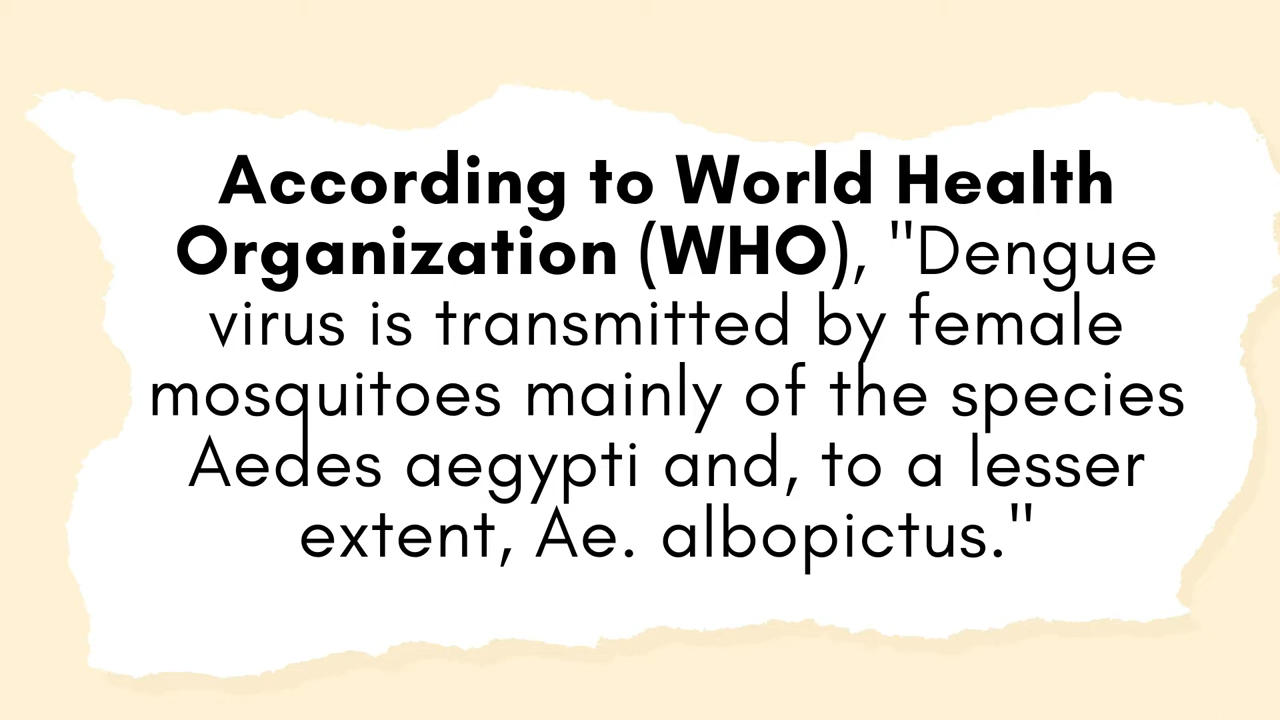 According to World Health
Organization (WHO), "Dengue
virus is transmitted by female
mosquitoes mainly of the species
Aedes aegypti and, to a lesser
extent, Ae. albopictus."